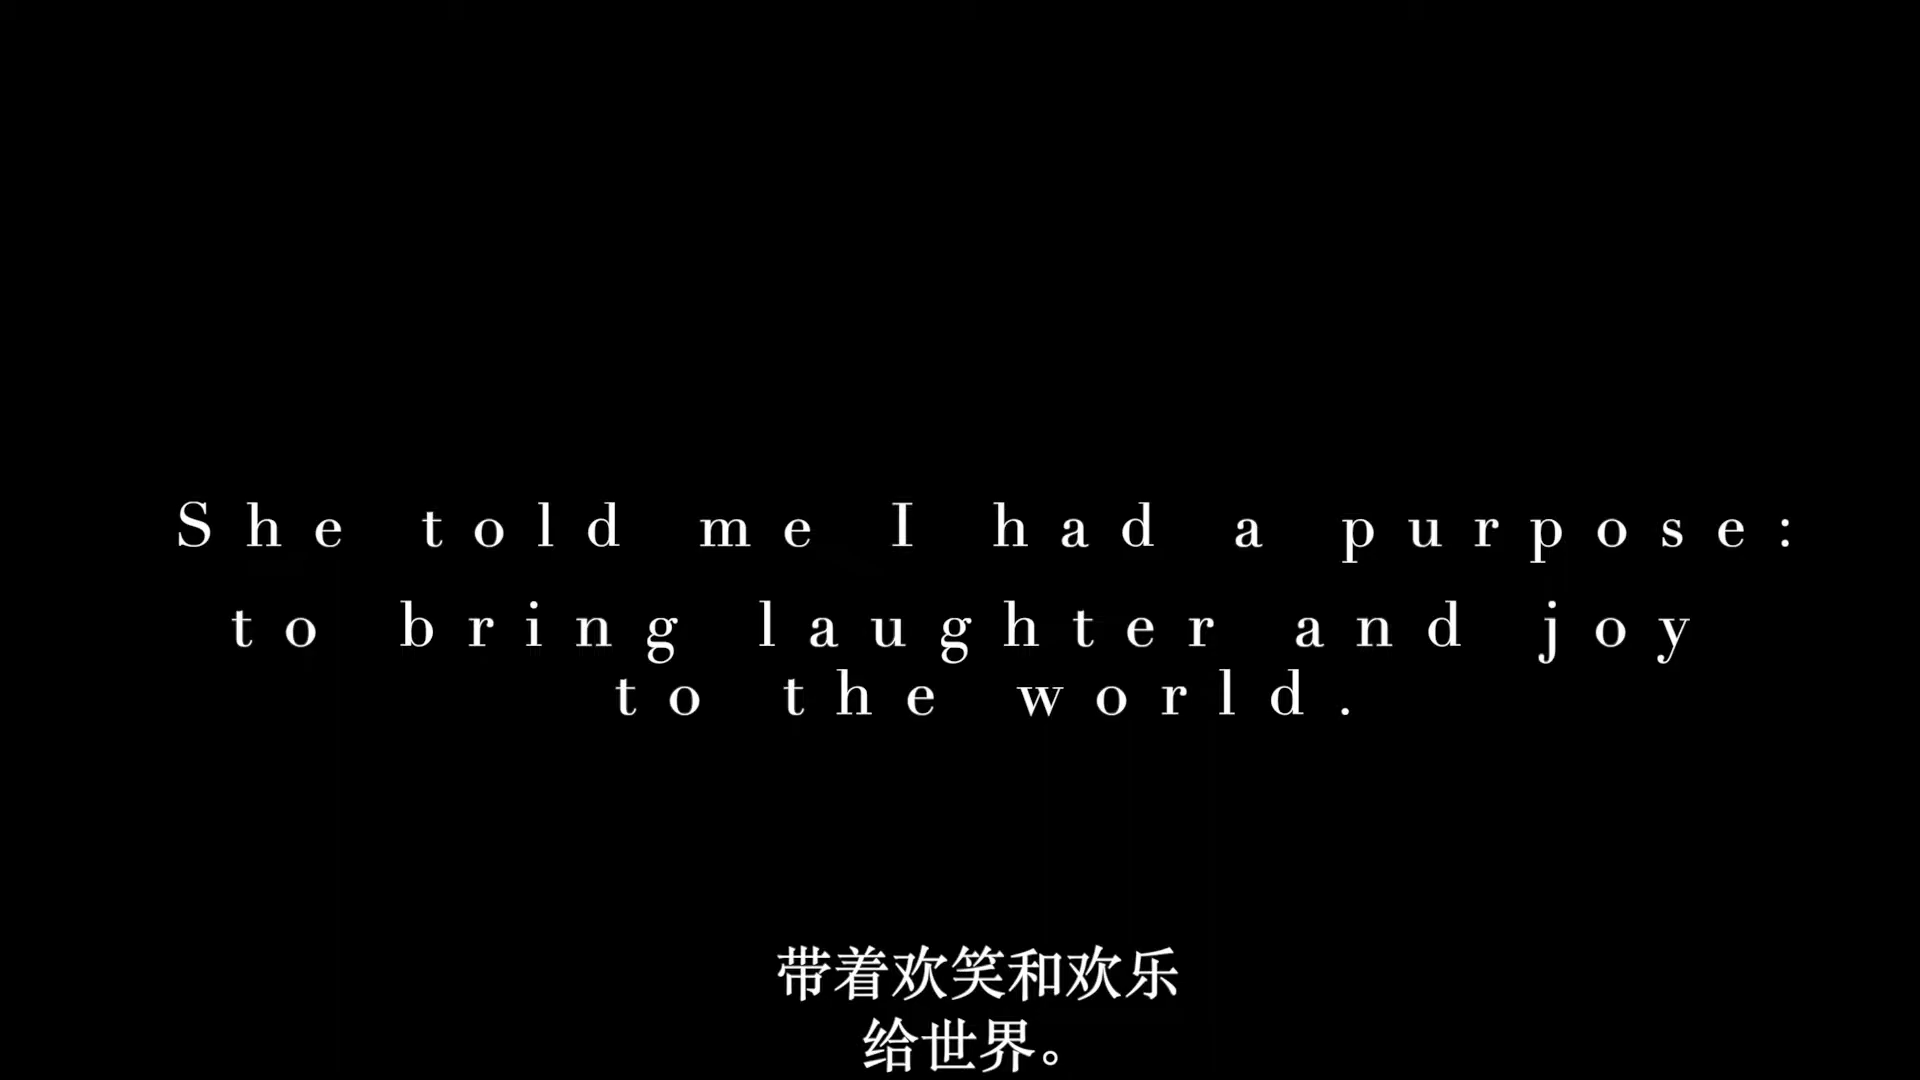 She told me I had a purpose:
to bring laughter and joy
to the world.
带着欢笑和欢乐
给世界。